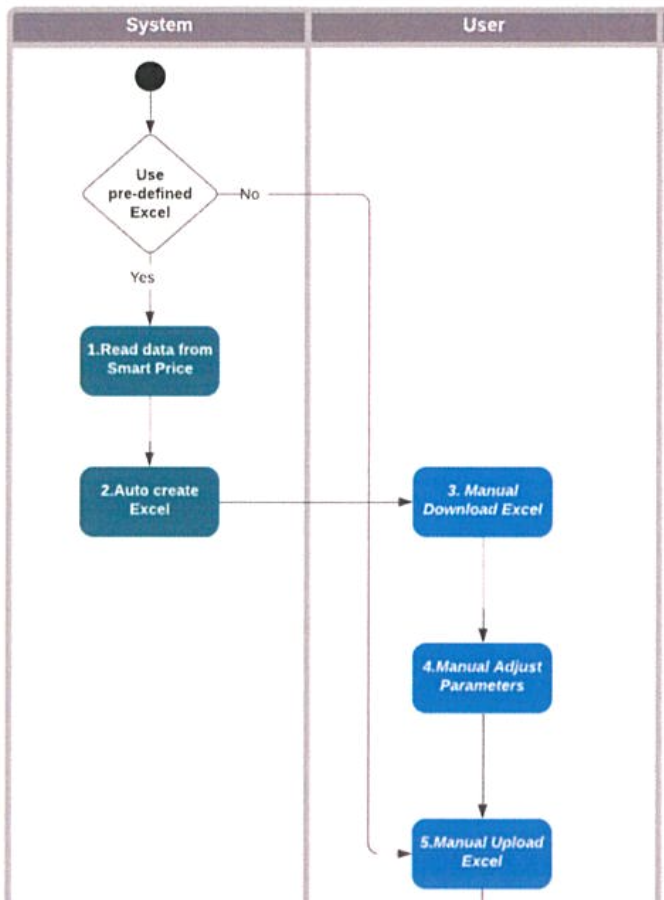 System
User
Use
pre-defined
Excel
No
Yes
1.Read data from
Smart Price
2.Auto create
Excel
3. Manual
Download Excel
4.Manual Adjust
Parameters
5.Manual Upload
Excel